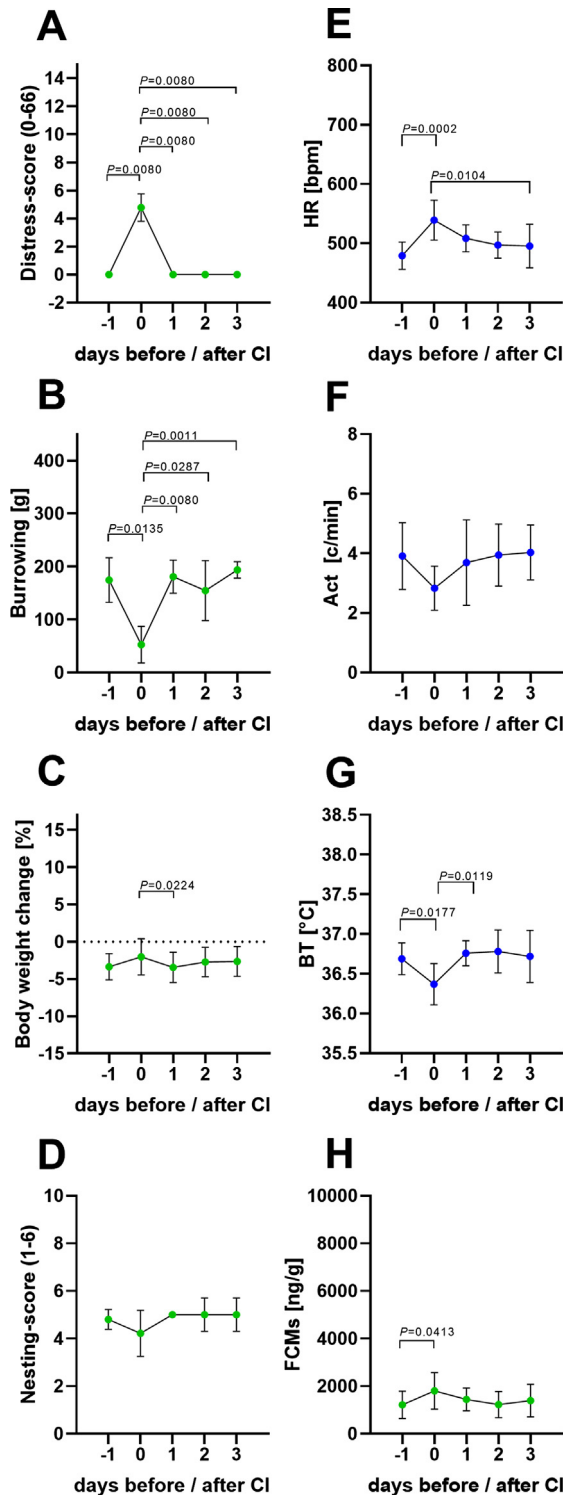 A
Distress-score (0-66)
14
12
10
8
6
4
2
0
-2
P=0.0080
P=0.0080
P=0.0080
P=0.0080
-1 0 1 2 3
days before / after CI
E
HR [bpm]
800
700
600
500
400
P=0.0002
P=0.0104
-1 0 1 2 3
days before / after CI
B
Burrowing [g]
400
300
200
100
0
P=0.0011
P=0.0287
P=0.0080
P=0.0135
-1 0 1 2 3
days before / after CI
F
Act [c/min]
8
6
4
2
0
-1 0 1 2 3
days before / after CI
C
Body weight change [%]
15
10
5
0
-5
-10
-15
P=0.0224
-1 0 1 2 3
days before / after CI
G
BT [°C]
38.5
38.0
37.5
37.0
36.5
36.0
35.5
P=0.0119
P=0.0177
-1 0 1 2 3
days before / after CI
D
Nesting-score (1-6)
10
8
6
4
2
0
-1 0 1 2 3
days before / after CI
H
FCMs [ng/g]
10000
8000
6000
4000
2000
0
P=0.0413
-1 0 1 2 3
days before / after CI